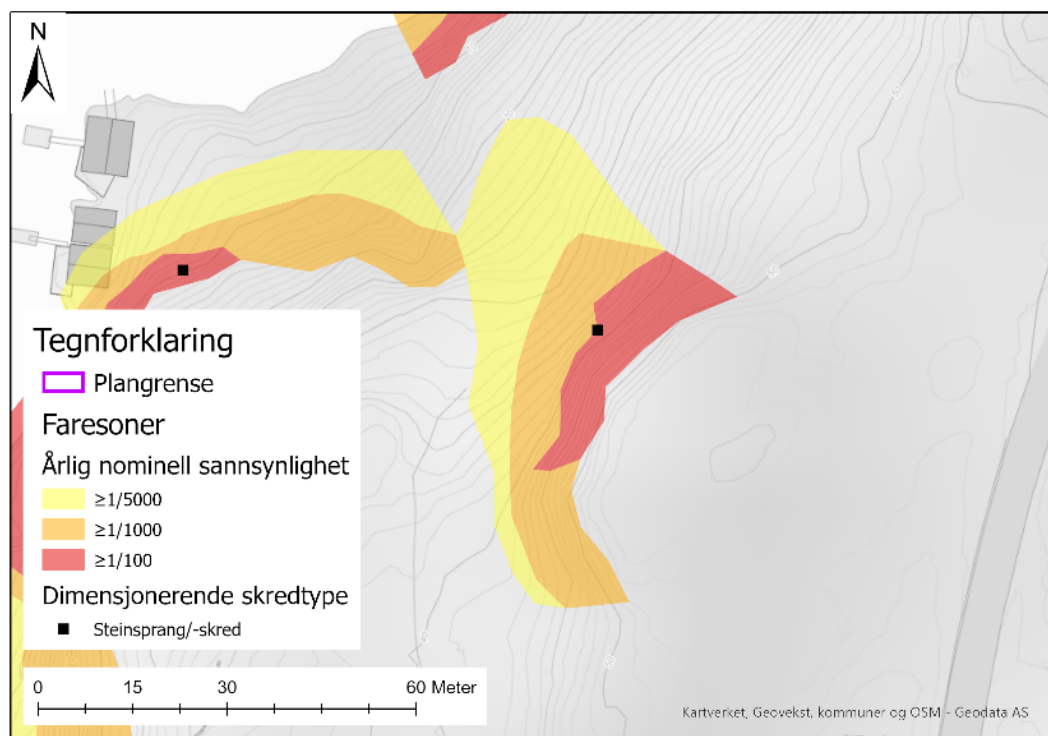 N
Tegnforklaring
Plangrense
Faresoner
Årlig nominell sannsynlighet
≥1/5000
≥1/1000
≥1/100
Dimensjonerende skredtype
Steinsprang/-skred
0 15 30 60 Meter
Kartverket, Geovekst, kommuner og OSM - Geodata AS